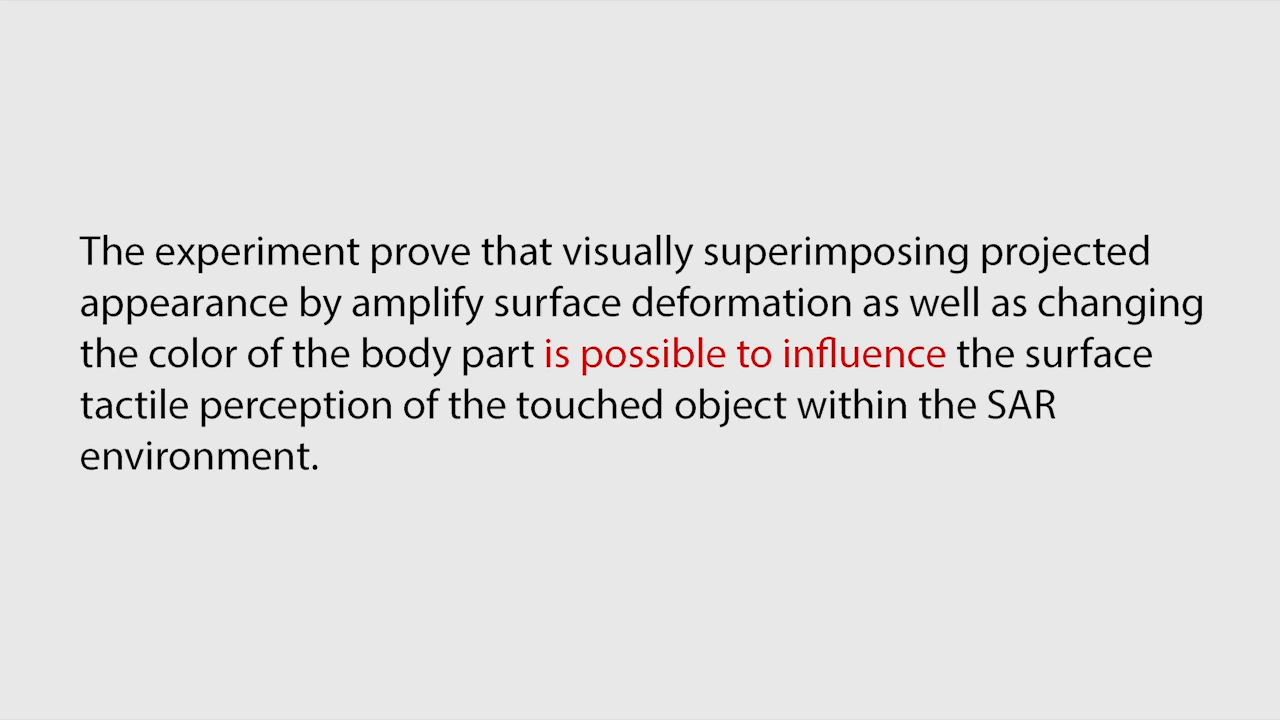 The experiment prove that visually superimposing projected
appearance by amplify surface deformation as well as changing
the color of the body part is possible to influence the surface
tactile perception of the touched object within the SAR
environment.